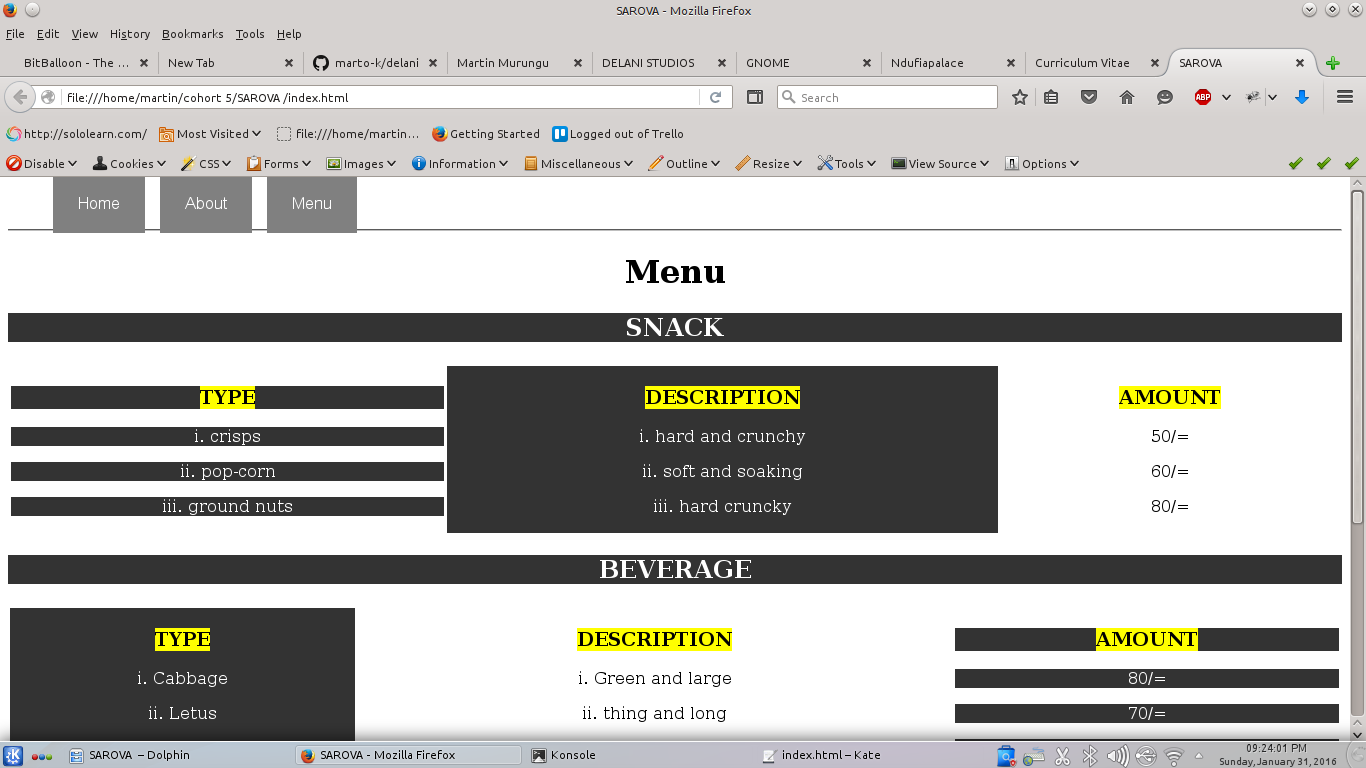 SAROVA - Mozilla Firefox
File Edit View History Bookmarks Tools Help
BitBalloon - The ... New Tab marto-k/delani Martin Murungu DELANI STUDIOS GNOME Ndufiapalace Curriculum Vitae SAROVA
file:///home/martin/cohort 5/SAROVA /index.html Search ABP
http://sololearn.com/ Most Visited file:///home/martin... Getting Started Logged out of Trello
Disable Cookies CSS Forms Images Information Miscellaneous Outline Resize Tools View Source Options
Home About Menu
Menu
SNACK
TYPE DESCRIPTION AMOUNT
i. crisps i. hard and crunchy 50/=
ii. pop-corn ii. soft and soaking 60/=
iii. ground nuts iii. hard cruncky 80/=
BEVERAGE
TYPE DESCRIPTION AMOUNT
i. Cabbage i. Green and large 80/=
ii. Letus ii. thing and long 70/=
SAROVA – Dolphin SAROVA - Mozilla Firefox Konsole index.html – Kate 09:24:01 PM
Sunday, January 31, 2016